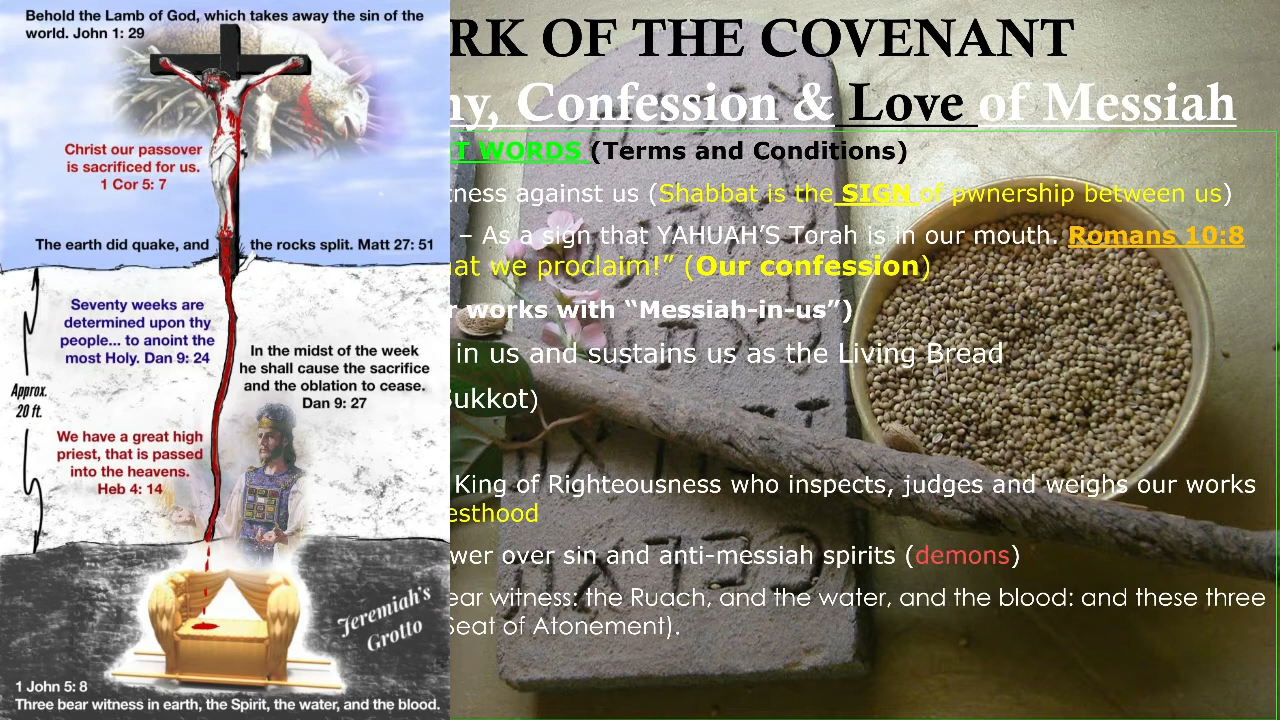 Behold the Lamb of God, which takes away the sin of the
world. John 1: 29
Christ our passover
is sacrificed for us.
1 Cor 5: 7
The earth did quake, and the rocks split. Matt 27: 51
Seventy weeks are
determined upon thy
people... to anoint the
most Holy. Dan 9: 24
In the midst of the week
he shall cause the sacrifice
and the oblation to cease.
Dan 9: 27
Approx.
20 ft.
We have a great high
priest, that is passed
into the heavens.
Heb 4: 14
Jeremiah's
Grotto
1 John 5: 8
Three bear witness in earth, the Spirit, the water, and the blood.
RK OF THE COVENANT
ny, Confession & Love of Messiah
T WORDS (Terms and Conditions)
tness against us (Shabbat is the SIGN of pwnership between us)
– As a sign that YAHUAH’S Torah is in our mouth. Romans 10:8
hat we proclaim!” (Our confession)
r works with “Messiah-in-us”)
in us and sustains us as the Living Bread
Sukkot)
King of Righteousness who inspects, judges and weighs our works
esthood
wer over sin and anti-messiah spirits (demons)
ear witness: the Ruach, and the water, and the blood: and these three
Seat of Atonement).